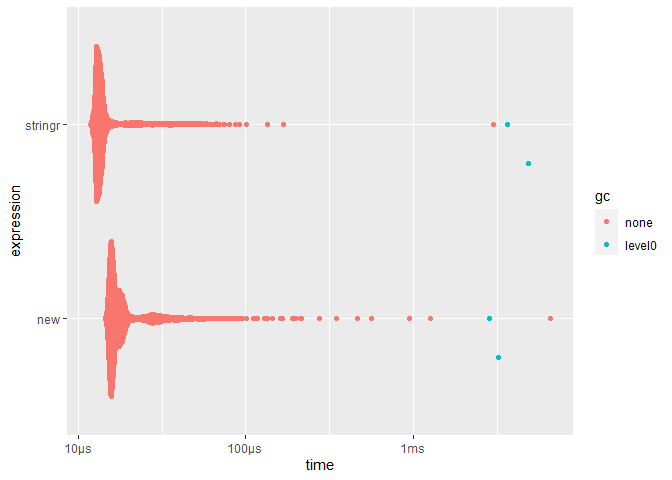 expression
stringr
new
10µs
100µs
1ms
time
gc
none
level0